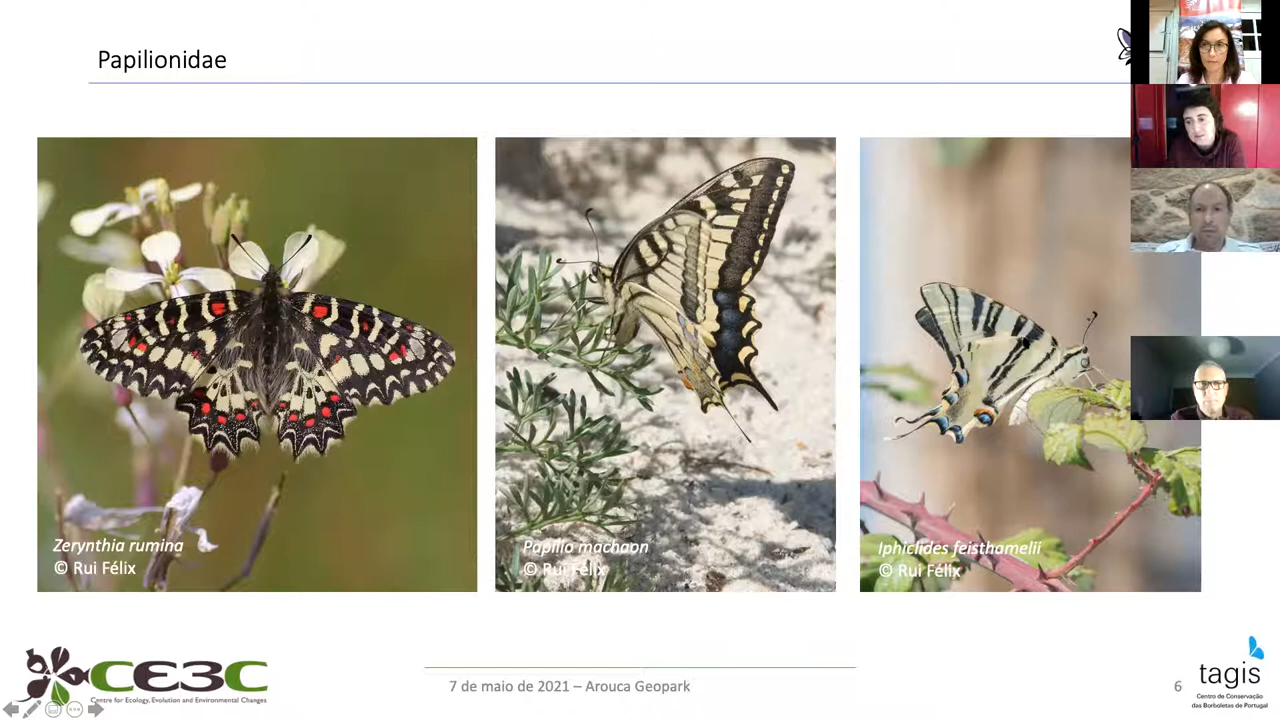 Papilionidae
Zerynthia rumina
© Rui Félix
Papilio machaon
© Rui Félix
Iphiclides feisthamelii
© Rui Félix
CE3C
Centre for Ecology, Evolution and Environmental Changes
7 de maio de 2021 – Arouca Geopark
6
tagis
Centro de Conservação
das Borboletas de Portugal